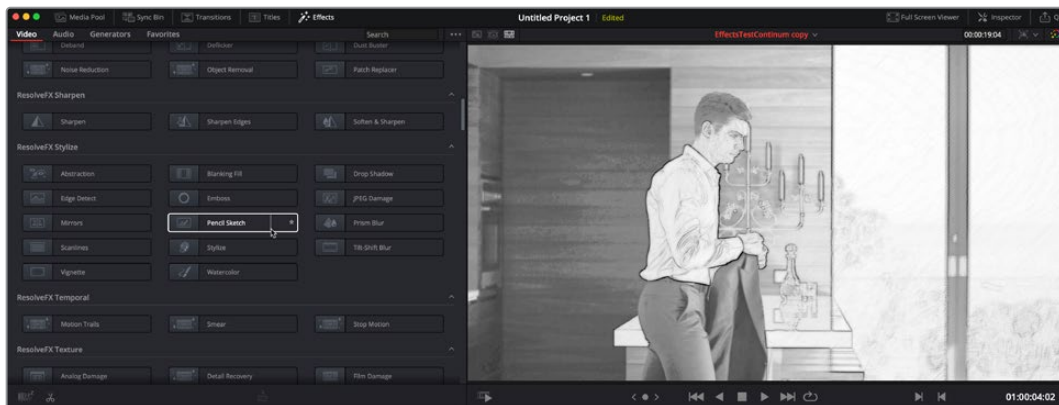 Media Pool Sync Bin Transitions Titles Effects Untitled Project 1 Edited Full Screen Viewer Inspector
Video Audio Generators Favorites Search EffectsTestContinum copy 00:00:19:04
Deband Deflicker Dust Buster
Noise Reduction Object Removal Patch Replacer
ResolveFX Sharpen
Sharpen Sharpen Edges Soften & Sharpen
ResolveFX Stylize
Abstraction Blanking Fill Drop Shadow
Edge Detect Emboss JPEG Damage
Mirrors Pencil Sketch Prism Blur
Scanlines Stylize Tilt-Shift Blur
Vignette Watercolor
ResolveFX Temporal
Motion Trails Smear Stop Motion
ResolveFX Texture
Analog Damage Detail Recovery Film Damage
01:00:04:02